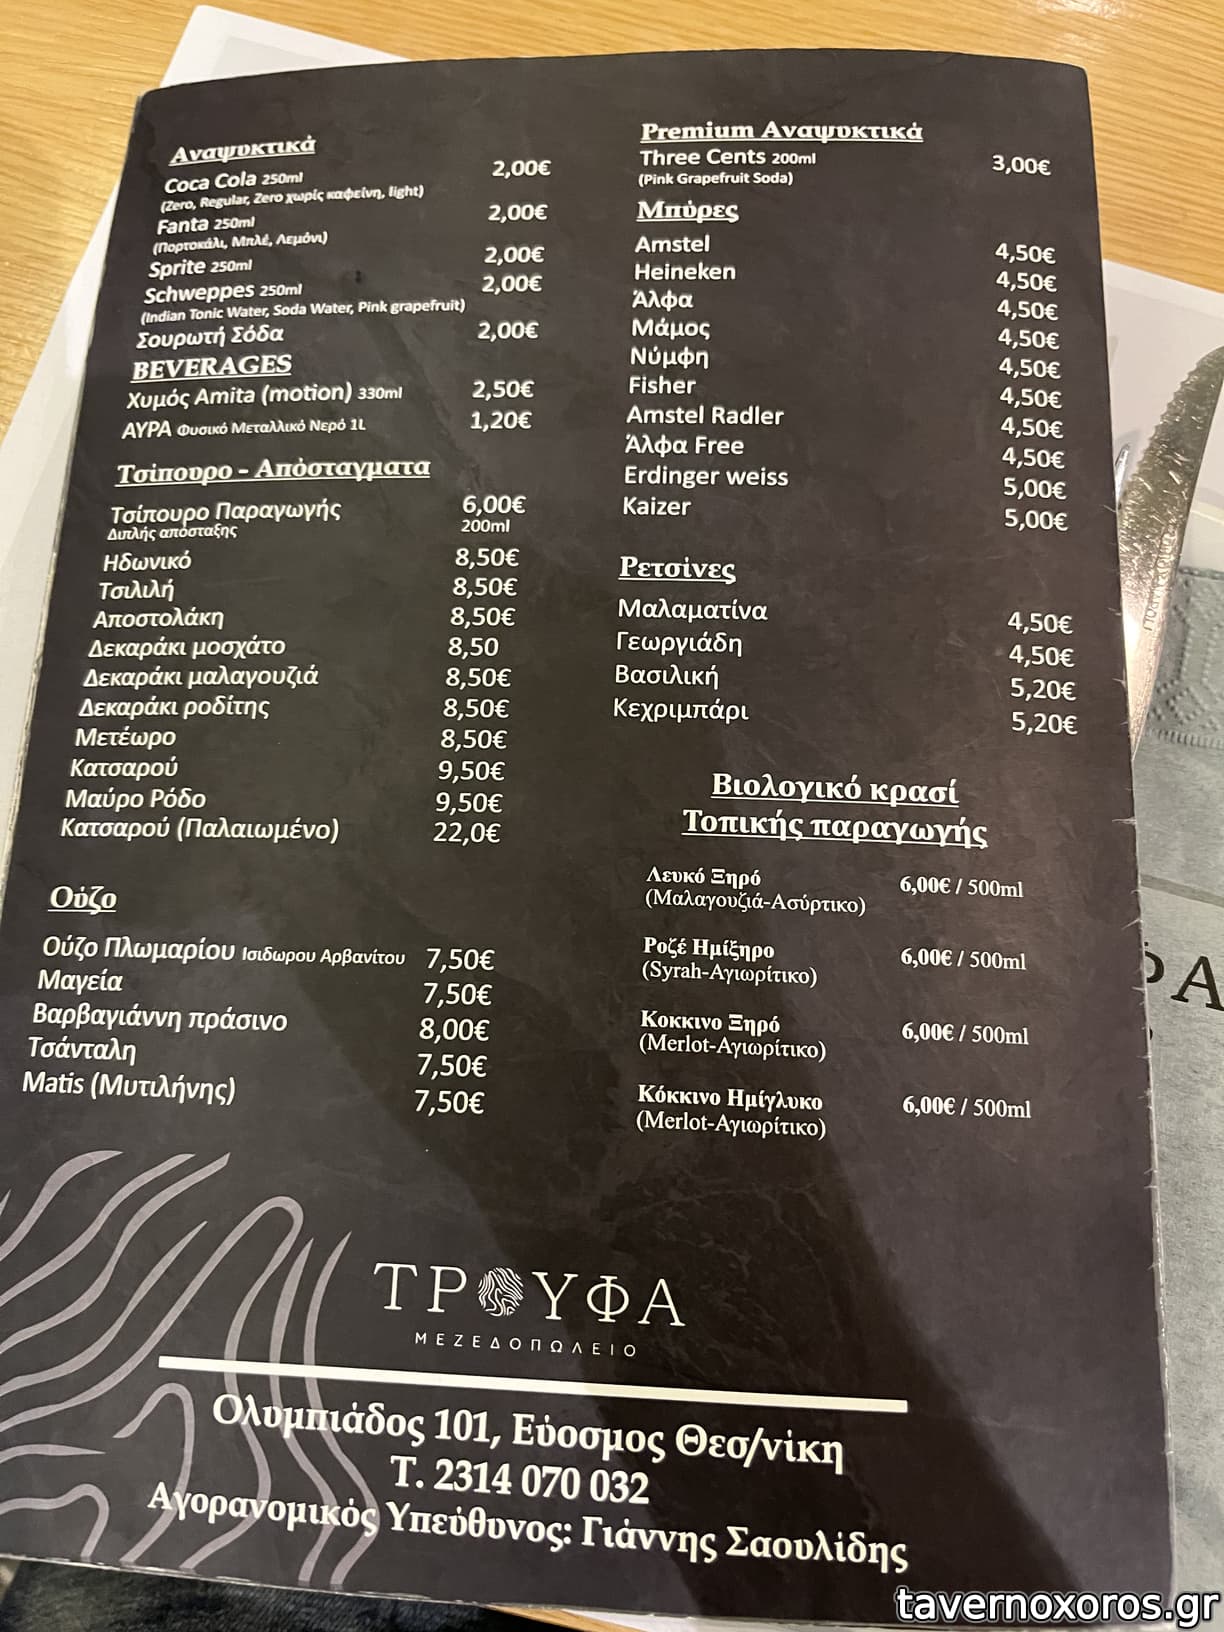 Αναψυκτικά
Coca Cola 250ml 2,00€
(Zero, Regular, Zero χωρίς καφεϊνη, light)
Fanta 250ml 2,00€
(Πορτοκάλι, Μπλέ, Λεμόνι)
Sprite 250ml 2,00€
Schweppes 250ml 2,00€
(Indian Tonic Water, Soda Water, Pink grapefruit)
Σουρωτή Σόδα 2,00€
BEVERAGES
Χυμός Amita (motion) 330ml 2,50€
ΑΥΡΑ Φυσικό Μεταλλικό Νερό 1L 1,20€
Τσίπουρο - Απόσταγματα
Τσίπουρο Παραγωγής 6,00€
Διπλής απόσταξης 200ml
Ηδωνικό 8,50€
Τσιλιλή 8,50€
Αποστολάκη 8,50€
Δεκαράκι μοσχάτο 8,50
Δεκαράκι μαλαγουζιά 8,50€
Δεκαράκι ροδίτης 8,50€
Μετέωρο 8,50€
Κατσαρού 9,50€
Μαύρο Ρόδο 9,50€
Κατσαρού (Παλαιωμένο) 22,0€
Ούζο
Ούζο Πλωμαρίου Ισιδωρου Αρβανίτου 7,50€
Μαγεία 7,50€
Βαρβαγιάννη πράσινο 8,00€
Τσάνταλη 7,50€
Matis (Μυτιλήνης) 7,50€
Premium Αναψυκτικά
Three Cents 200ml 3,00€
(Pink Grapefruit Soda)
Μπύρες
Amstel 4,50€
Heineken 4,50€
Άλφα 4,50€
Μάμος 4,50€
Νύμφη 4,50€
Fisher 4,50€
Amstel Radler 4,50€
Άλφα Free 4,50€
Erdinger weiss 5,00€
Kaizer 5,00€
Ρετσίνες
Μαλαματίνα 4,50€
Γεωργιάδη 4,50€
Βασιλική 5,20€
Κεχριμπάρι 5,20€
Βιολογικό κρασί
Τοπικής παραγωγής
Λευκό Ξηρό 6,00€ / 500ml
(Μαλαγουζιά-Ασύρτικο)
Ροζέ Ημίξηρο 6,00€ / 500ml
(Syrah-Αγιωρίτικο)
Κοκκινο Ξηρό 6,00€ / 500ml
(Merlot-Αγιωρίτικο)
Κόκκινο Ημίγλυκο 6,00€ / 500ml
(Merlot-Αγιωρίτικο)
ΤΡΟΥΦΑ
ΜΕΖΕΔΟΠΩΛΕΙΟ
Ολυμπιάδος 101, Εύοσμος Θεσ/νίκη
Τ. 2314 070 032
Αγορανομικός Υπεύθυνος: Γιάννης Σαουλίδης
tavernoxoros.gr